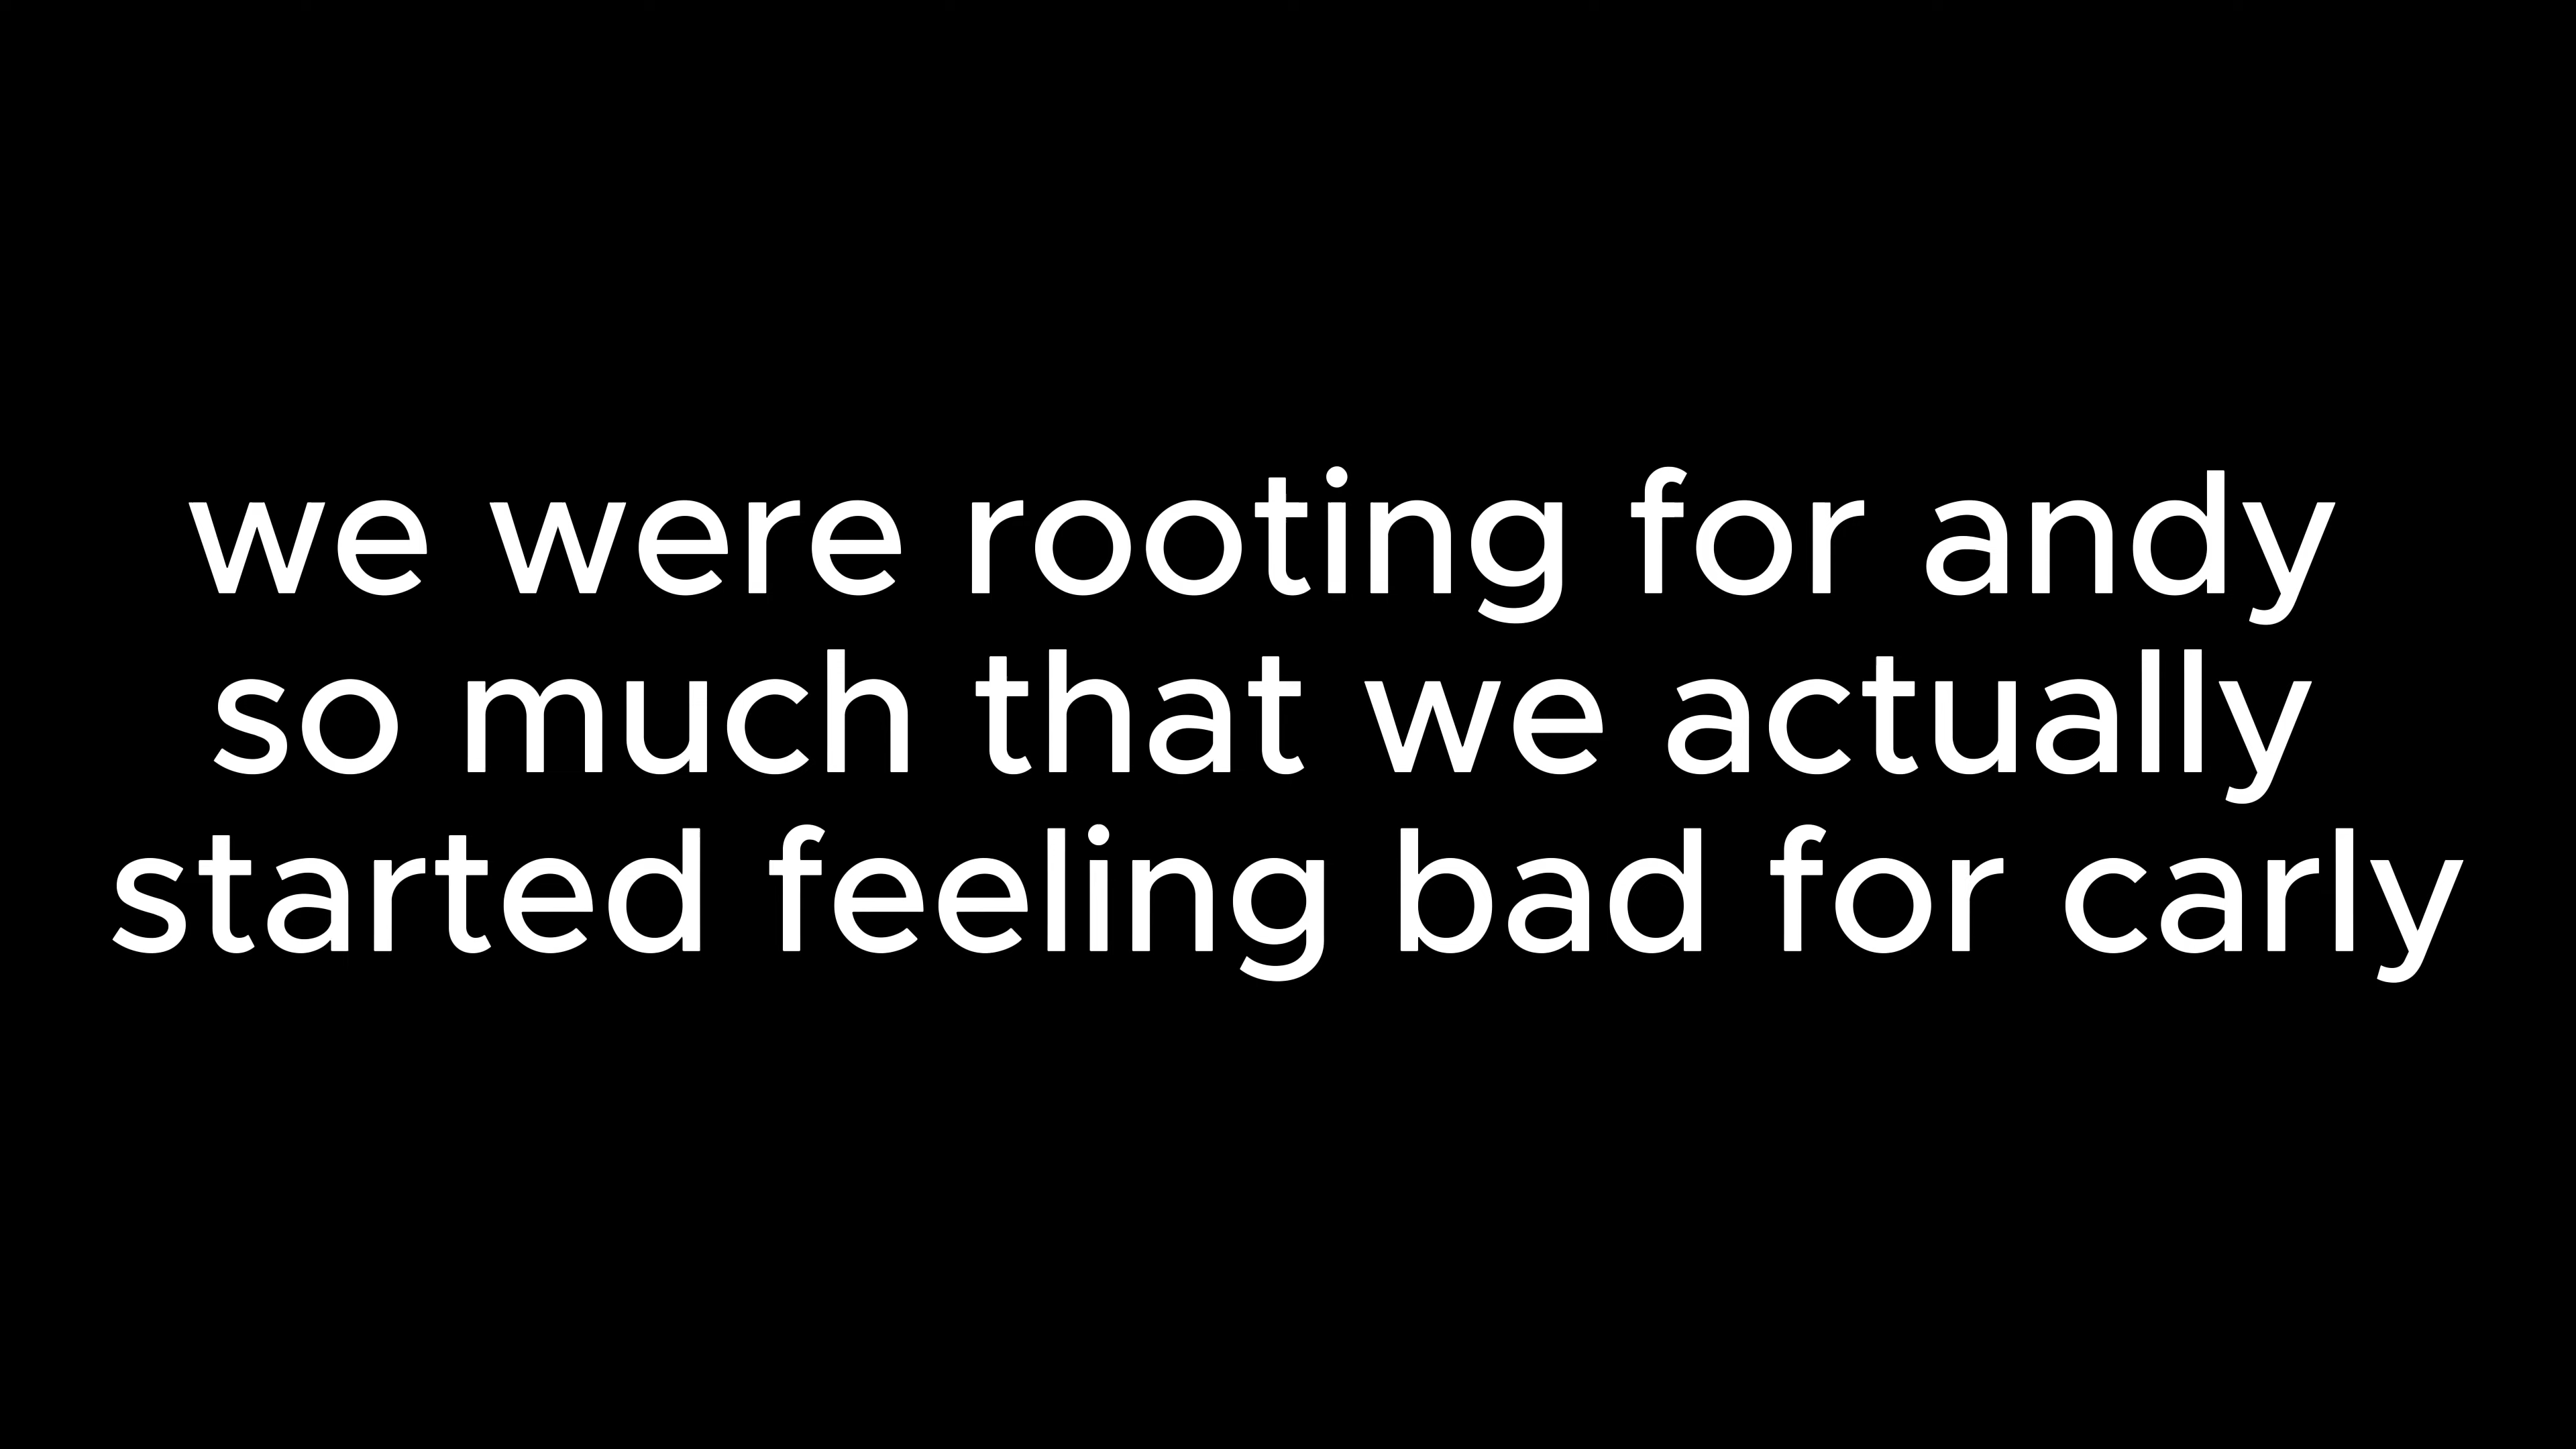 we were rooting for andy
so much that we actually
started feeling bad for carly